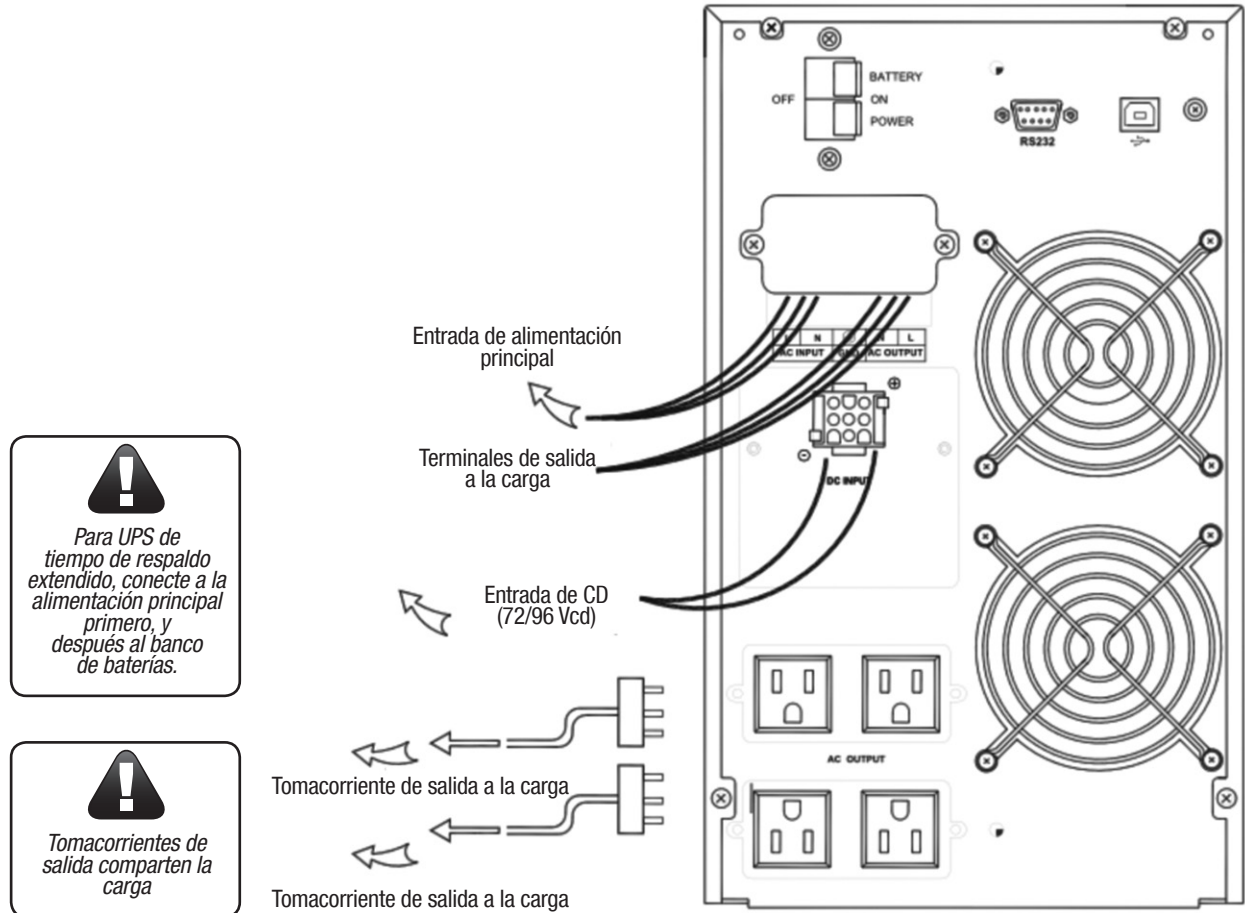 BATTERY
OFF
ON
POWER
RS232
Entrada de alimentación
principal
N
L
AC INPUT
AC OUTPUT
Terminales de salida
a la carga
DC INPUT
Para UPS de
tiempo de respaldo
extendido, conecte a la
alimentación principal
primero, y
después al banco
de baterías.
Entrada de CD
(72/96 Vcd)
Tomacorriente de salida a la carga
AC OUTPUT
Tomacorrientes de
salida comparten la
carga
Tomacorriente de salida a la carga